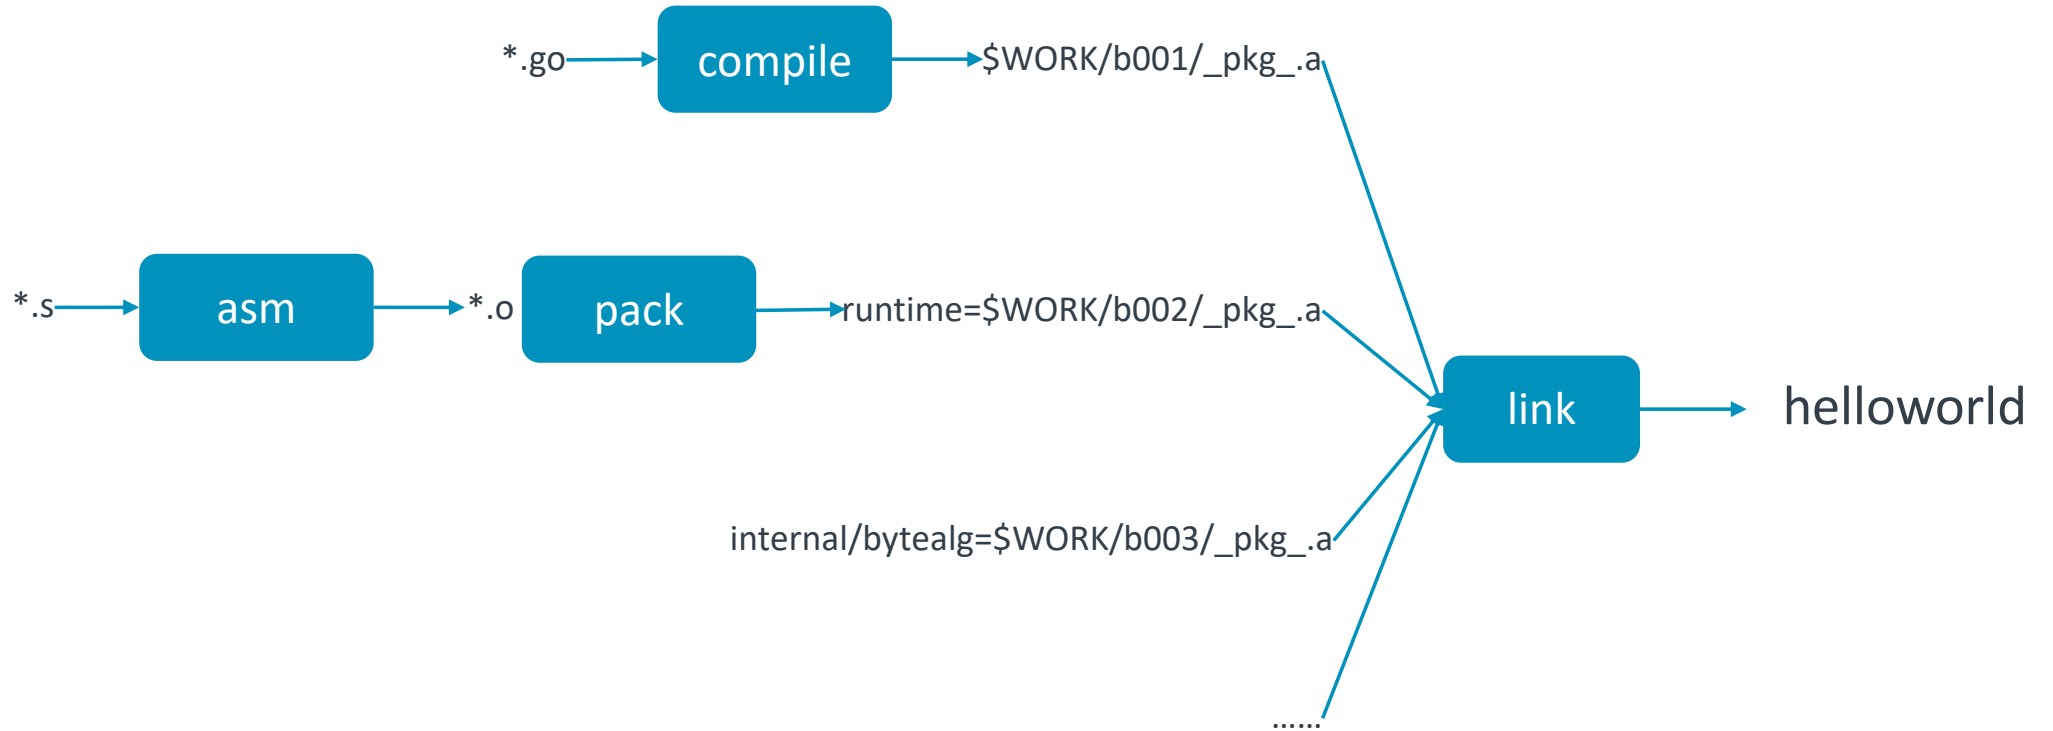 *.go
compile
$WORK/b001/_pkg_.a
*.s
asm
*.o
pack
runtime=$WORK/b002/_pkg_.a
link
helloworld
internal/bytealg=$WORK/b003/_pkg_.a
……